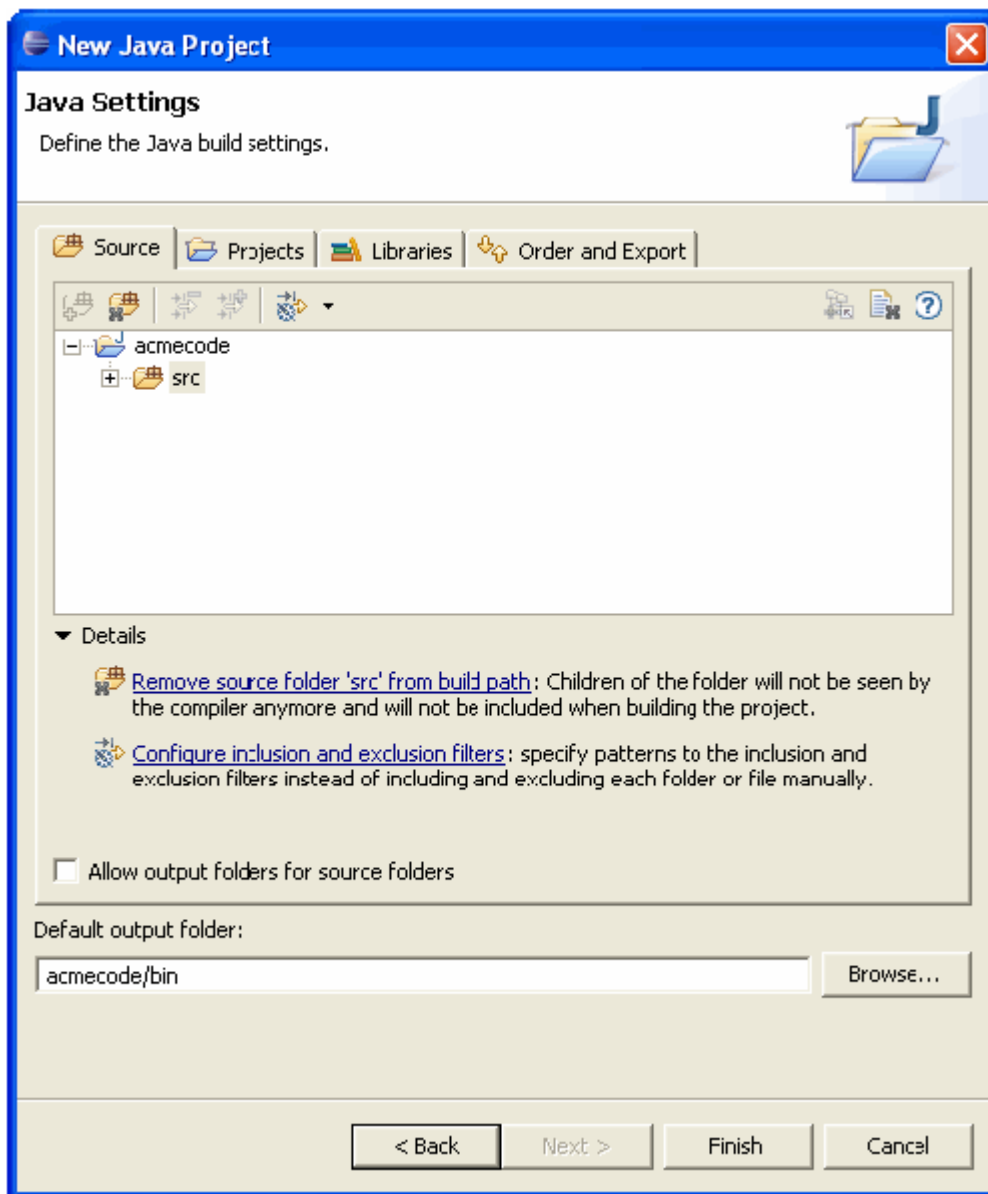 New Java Project
Java Settings
Define the Java build settings.
Source Projects Libraries Order and Export
acmecode
src
Details
Remove source folder 'src' from build path: Children of the folder will not be seen by
the compiler anymore and will not be included when building the project.
Configure inclusion and exclusion filters: specify patterns to the inclusion and
exclusion filters instead of including and excluding each folder or file manually.
Allow output folders for source folders
Default output folder:
acmecode/bin
Browse...
< Back Next > Finish Cancel